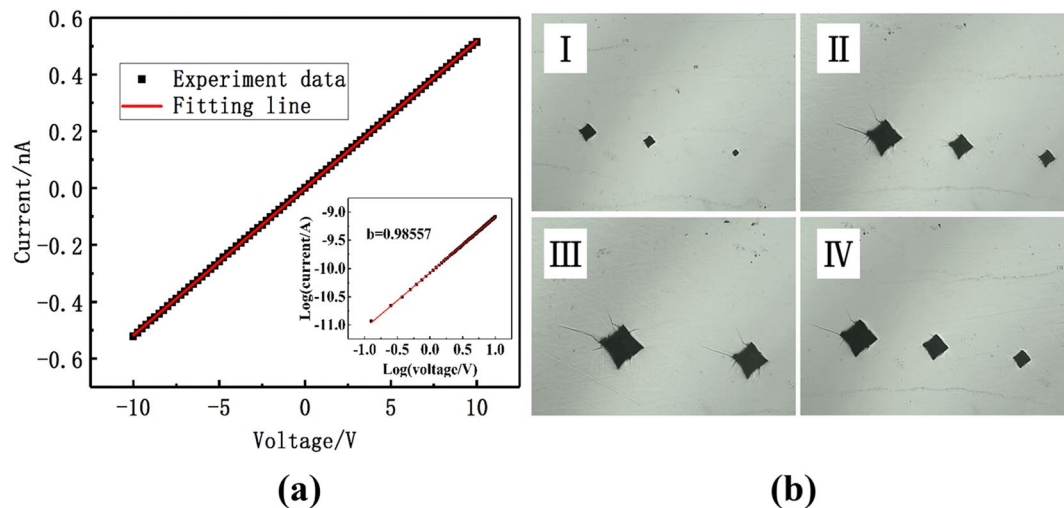 0.6
0.4
0.2
0.0
-0.2
-0.4
-0.6
Current/nA
Experiment data
Fitting line
-10
-5
0
5
10
Voltage/V
-9.0
-9.5
-10.0
-10.5
-11.0
Log(current/A)
b=0.98557
-1.0 -0.5 0.0 0.5 1.0
Log(voltage/V)
(a)
I
II
III
IV
(b)